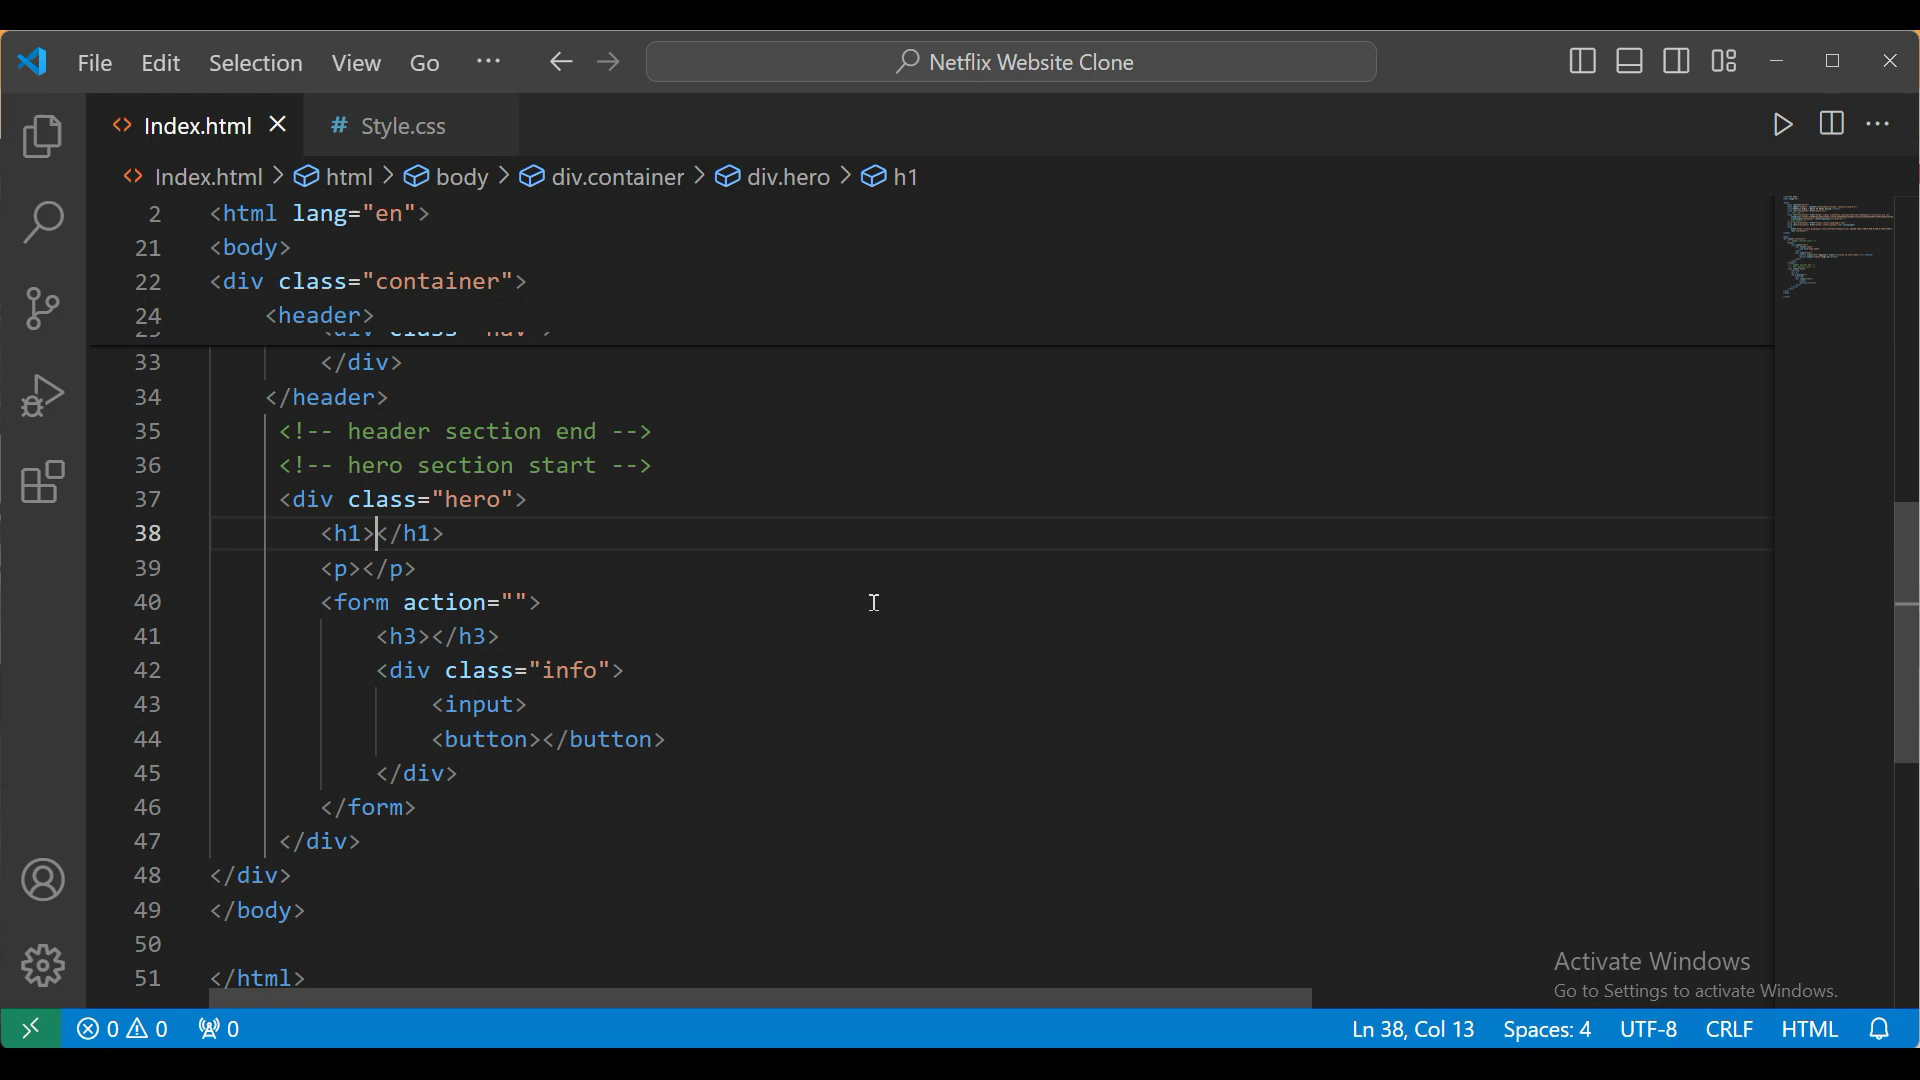 File Edit Selection View Go ··· Netflix Website Clone
Index.html # Style.css
Index.html > html > body > div.container > div.hero > h1
2 <html lang="en">
21 <body>
22 <div class="container">
24 <header>
33 </div>
34 </header>
35 <!-- header section end -->
36 <!-- hero section start -->
37 <div class="hero">
38 <h1></h1>
39 <p></p>
40 <form action="">
41 <h3></h3>
42 <div class="info">
43 <input>
44 <button></button>
45 </div>
46 </form>
47 </div>
48 </div>
49 </body>
50
51 </html>
Activate Windows
Go to Settings to activate Windows.
0 0 0 Ln 38, Col 13 Spaces: 4 UTF-8 CRLF HTML